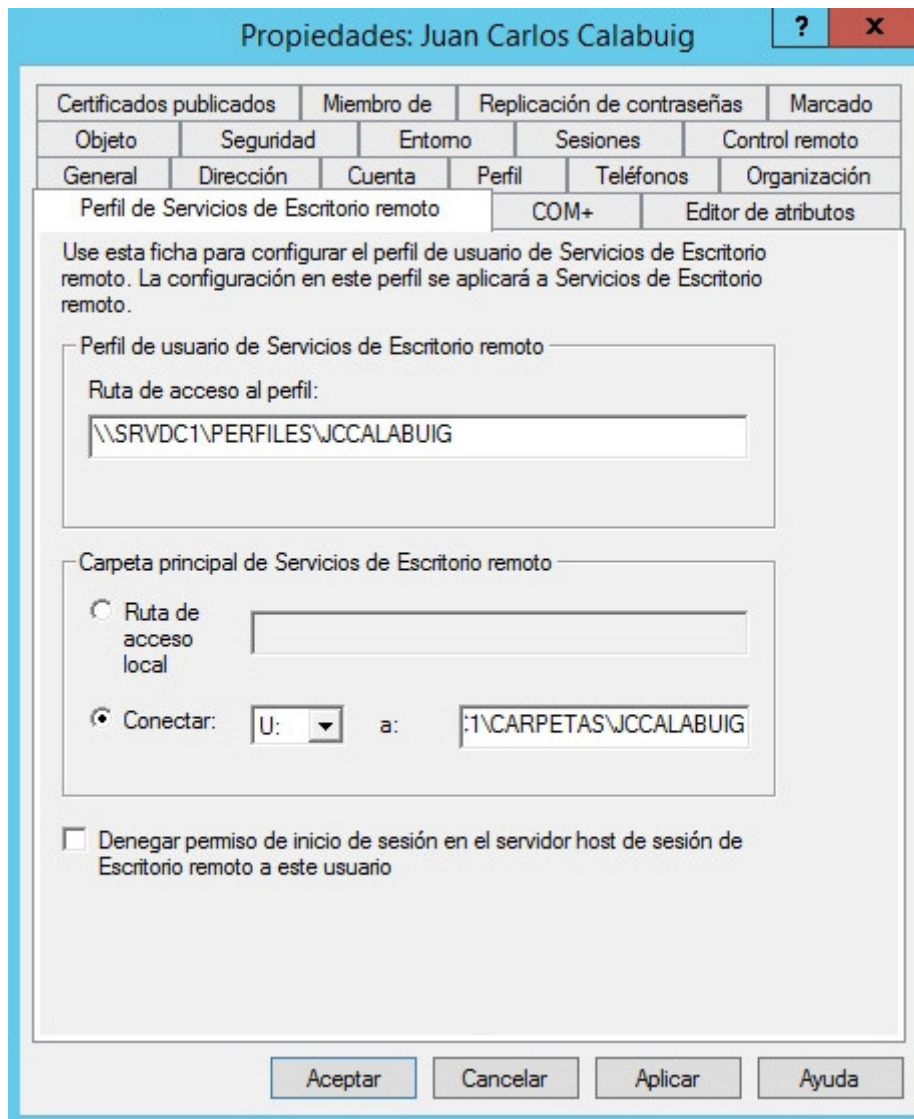 Propiedades: Juan Carlos Calabuig
? x
Certificados publicados Miembro de Replicación de contraseñas Marcado
Objeto Seguridad Entorno Sesiones Control remoto
General Dirección Cuenta Perfil Teléfonos Organización
Perfil de Servicios de Escritorio remoto COM+ Editor de atributos
Use esta ficha para configurar el perfil de usuario de Servicios de Escritorio
remoto. La configuración en este perfil se aplicará a Servicios de Escritorio
remoto.
Perfil de usuario de Servicios de Escritorio remoto
Ruta de acceso al perfil:
\\SRVDC1\PERFILES\JCCALABUIG
Carpeta principal de Servicios de Escritorio remoto
Ruta de
acceso
local
Conectar: U: a: :1\CARPETAS\JCCALABUIG
Denegar permiso de inicio de sesión en el servidor host de sesión de
Escritorio remoto a este usuario
Aceptar Cancelar Aplicar Ayuda